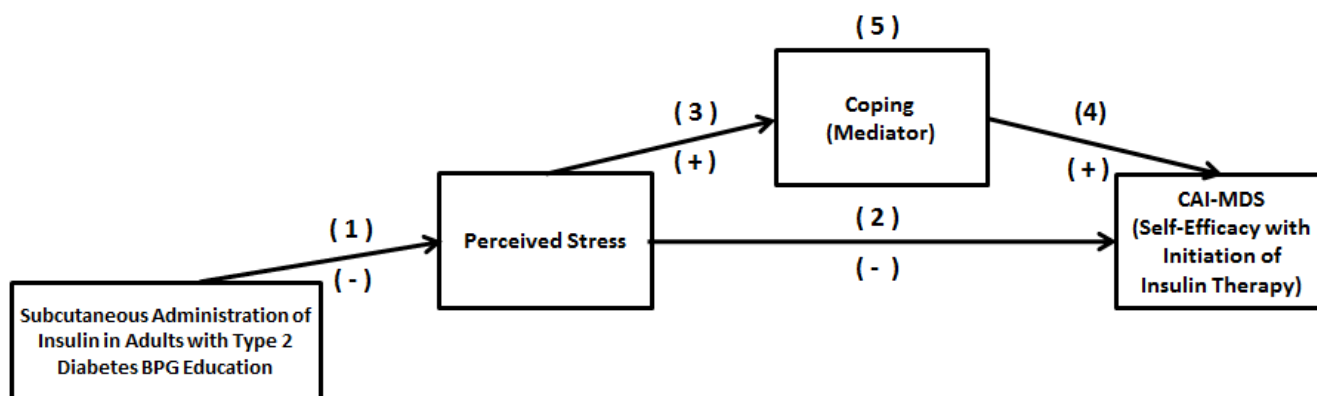 ( 5 )
Coping
(Mediator)
( 3 )
( + )
(4)
( + )
( 1 )
( - )
Perceived Stress
( 2 )
( - )
CAI-MDS
(Self-Efficacy with
Initiation of
Insulin Therapy)
Subcutaneous Administration of
Insulin in Adults with Type 2
Diabetes BPG Education